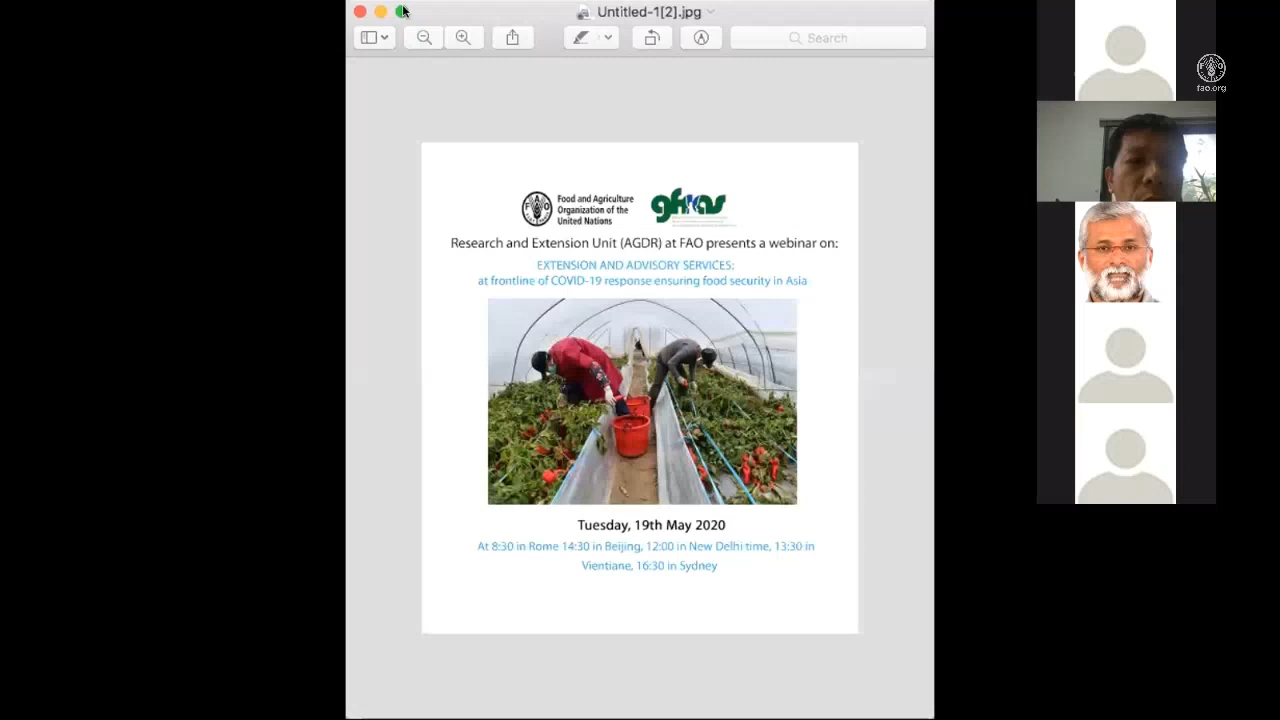 Untitled-1[2].jpg
Search
FAO
fao.org
Food and Agriculture
Organization of the
United Nations
gfras
Research and Extension Unit (AGDR) at FAO presents a webinar on:
EXTENSION AND ADVISORY SERVICES:
at frontline of COVID-19 response ensuring food security in Asia
Tuesday, 19th May 2020
At 8:30 in Rome 14:30 in Beijing, 12:00 in New Delhi time, 13:30 in
Vientiane, 16:30 in Sydney